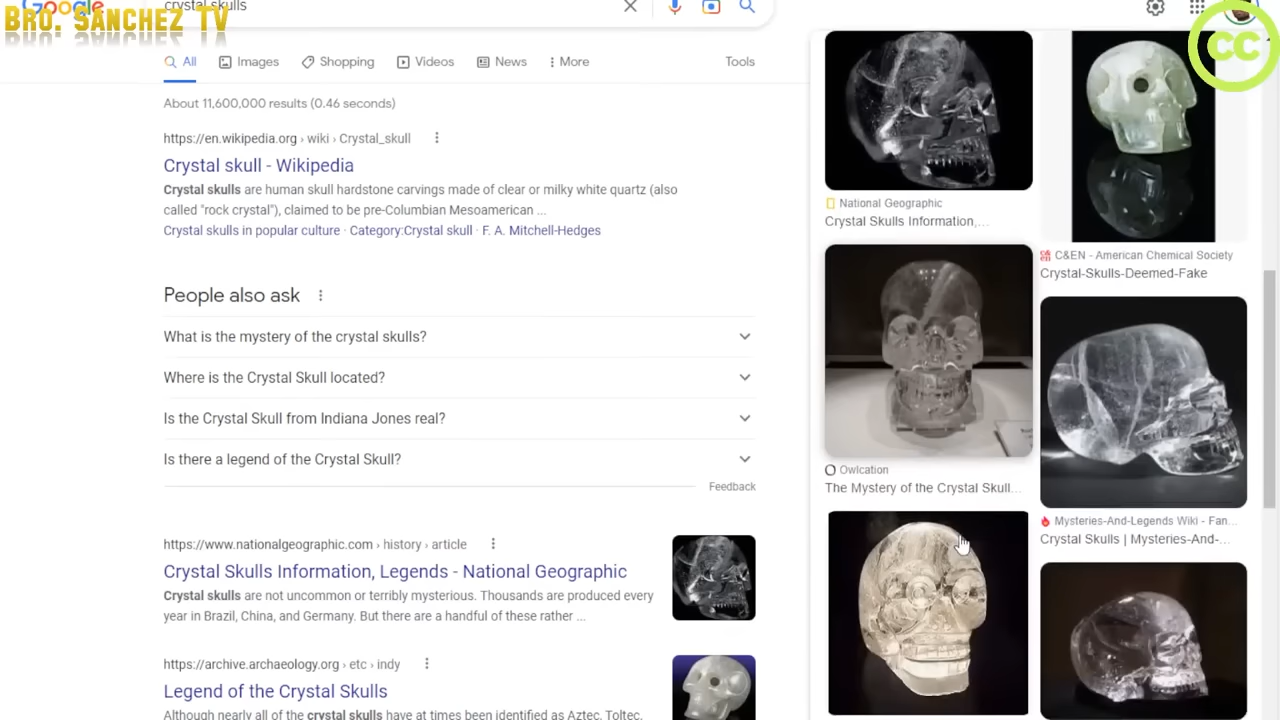 BRO. SANCHEZ TV
Google
crystal skulls
CC
All
Images
Shopping
Videos
News
More
Tools
About 11,600,000 results (0.46 seconds)
https://en.wikipedia.org › wiki › Crystal_skull
Crystal skull - Wikipedia
Crystal skulls are human skull hardstone carvings made of clear or milky white quartz (also
called "rock crystal"), claimed to be pre-Columbian Mesoamerican ...
Crystal skulls in popular culture · Category:Crystal skull · F. A. Mitchell-Hedges
People also ask
What is the mystery of the crystal skulls?
Where is the Crystal Skull located?
Is the Crystal Skull from Indiana Jones real?
Is there a legend of the Crystal Skull?
Feedback
https://www.nationalgeographic.com › history › article
Crystal Skulls Information, Legends - National Geographic
Crystal skulls are not uncommon or terribly mysterious. Thousands are produced every
year in Brazil, China, and Germany. But there are a handful of these rather ...
https://archive.archaeology.org › etc › indy
Legend of the Crystal Skulls
Although nearly all of the crystal skulls have at times been identified as Aztec, Toltec,
National Geographic
Crystal Skulls Information,...
C&EN - American Chemical Society
Crystal-Skulls-Deemed-Fake
Owlcation
The Mystery of the Crystal Skull...
Mysteries-And-Legends Wiki - Fan...
Crystal Skulls | Mysteries-And-...